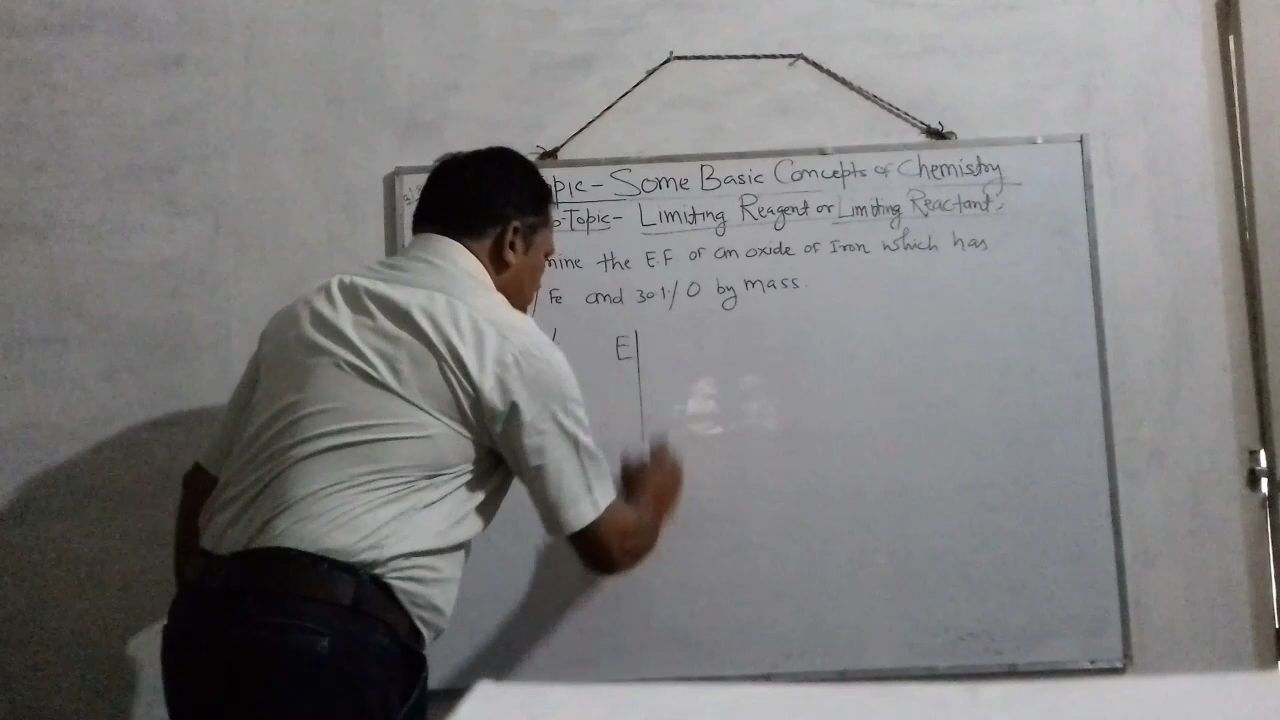 pic - Some Basic Concepts of Chemistry
-Topic - Limiting Reagent or Limiting Reactant.
mine the E.F of an oxide of Iron which has
Fe and 30% O by mass.
E